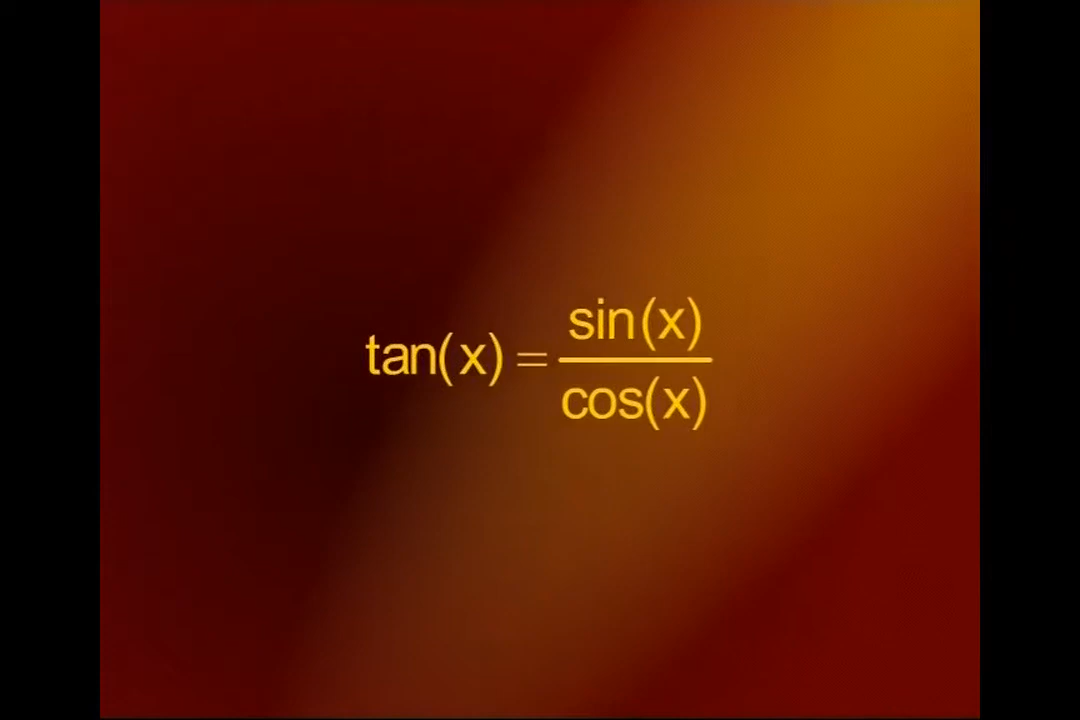 tan(x) = sin(x)
cos(x)